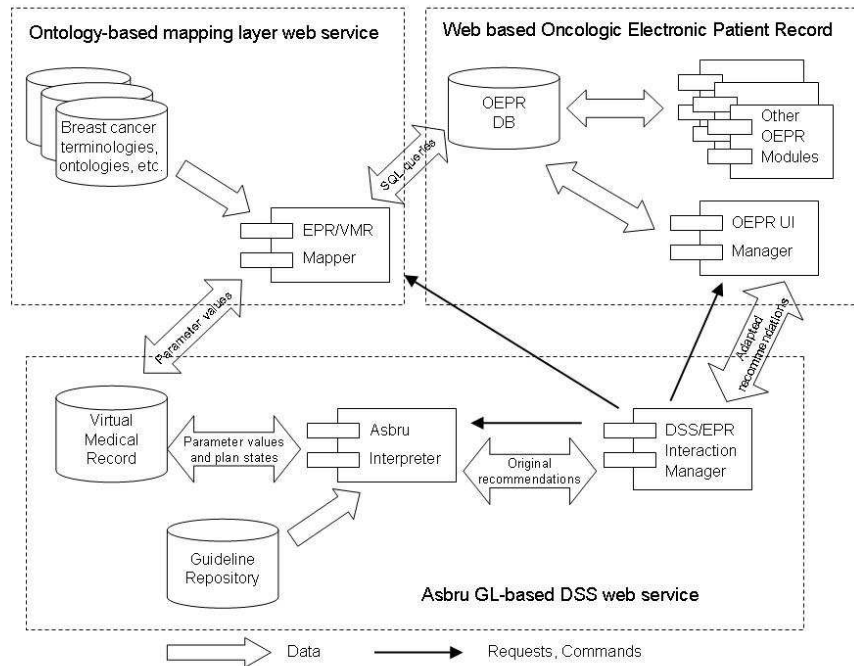 Ontology-based mapping layer web service
Web based Oncologic Electronic Patient Record
Breast cancer
terminologies,
ontologies, etc.
OEPR
DB
Other
OEPR
Modules
SQL queries
EPR/VMR
Mapper
OEPR UI
Manager
Parameter values
Adapted
recommendations
Virtual
Medical
Record
Parameter values
and plan states
Asbru
Interpreter
Original
recommendations
DSS/EPR
Interaction
Manager
Guideline
Repository
Asbru GL-based DSS web service
Data
Requests, Commands